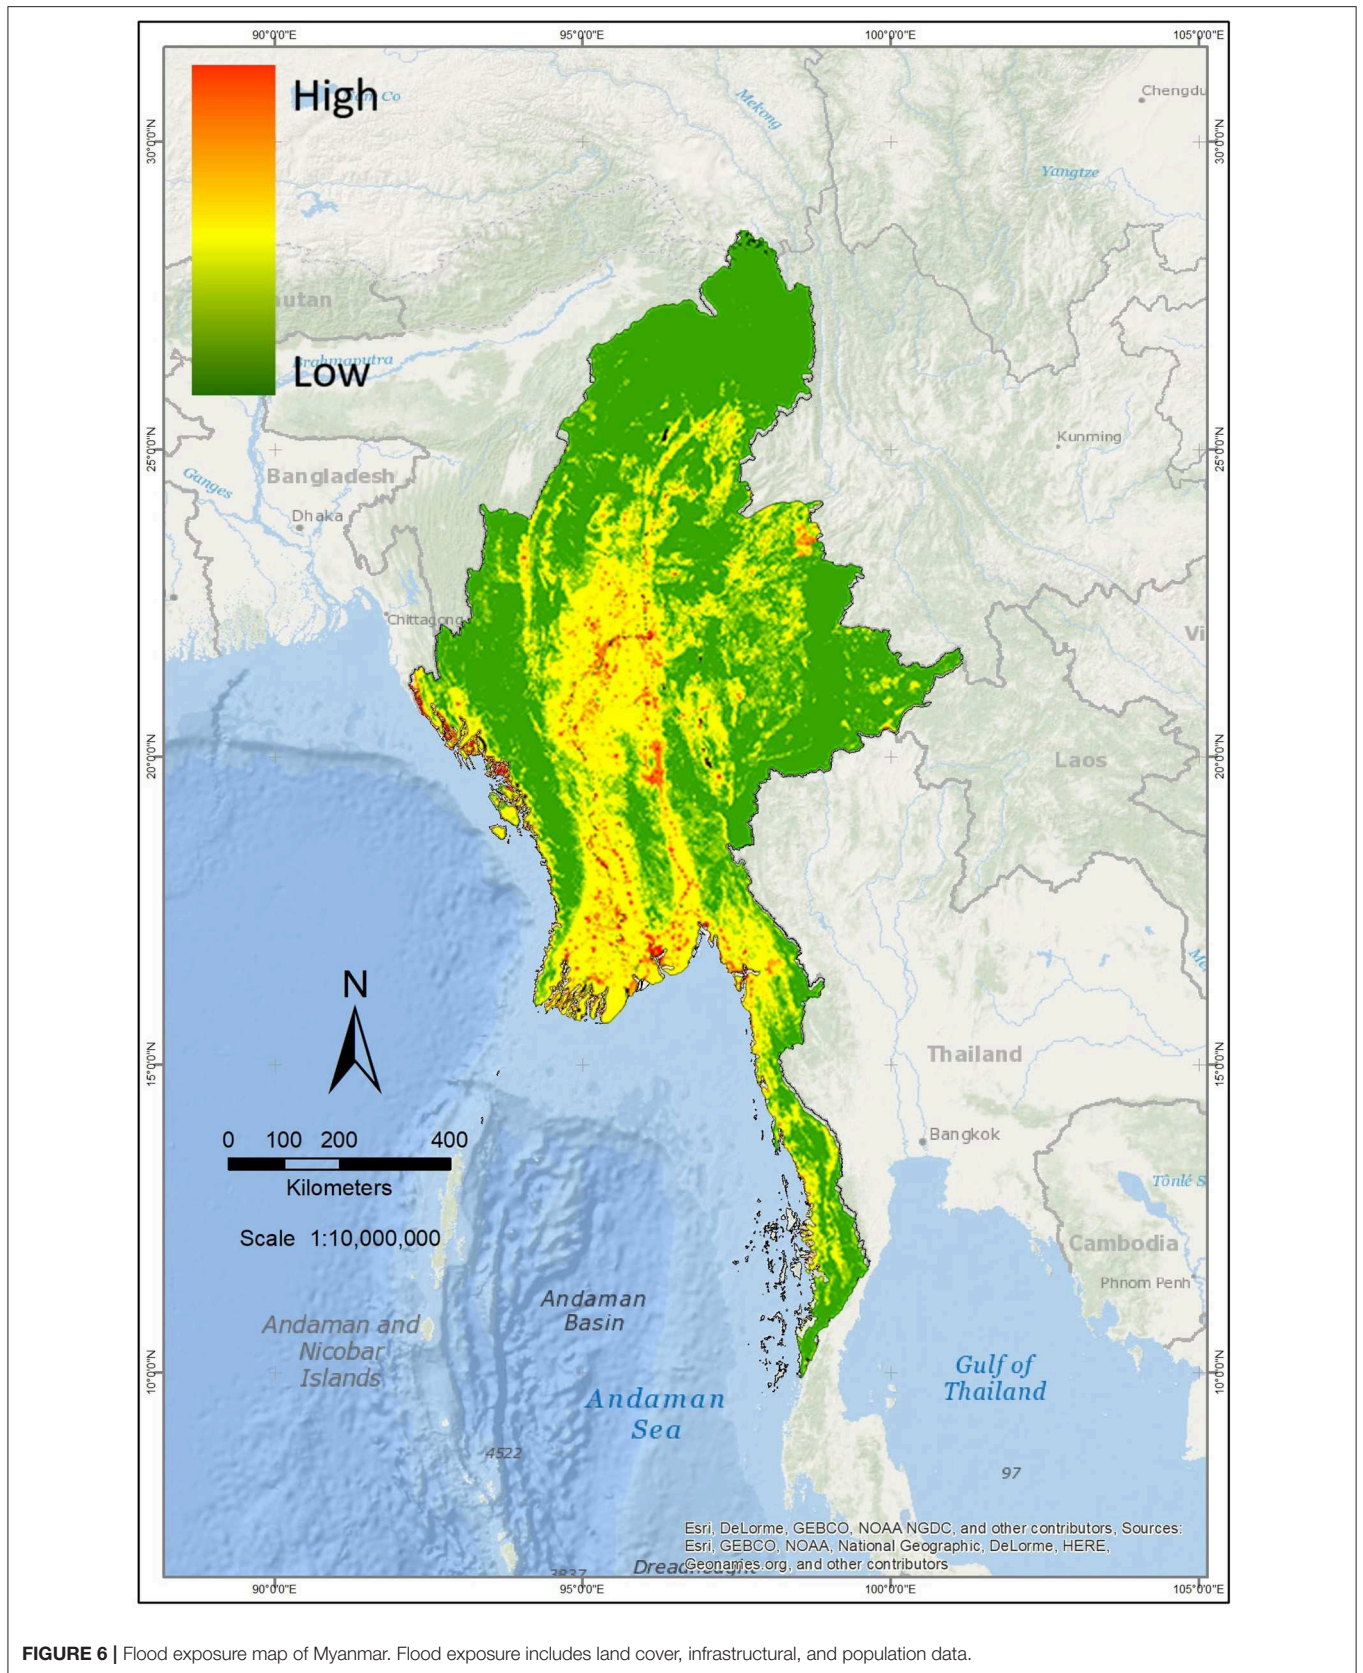 90°0'0"E 95°0'0"E 100°0'0"E 105°0'0"E
High
Low
Mekong
Chengdu
Yangtze
30°0'0"N
30°0'0"N
Brahmaputra
Kunming
25°0'0"N
25°0'0"N
Ganges
Bangladesh
Dhaka
Chittagong
Vi
20°0'0"N
20°0'0"N
Laos
N
15°0'0"N
15°0'0"N
Thailand
Bangkok
0 100 200 400
Kilometers
Scale 1:10,000,000
Tônlé S
Cambodia
Phnom Penh
Andaman
Basin
Andaman and
Nicobar
Islands
Gulf of
Thailand
10°0'0"N
10°0'0"N
Andaman
Sea
4522
97
Esri, DeLorme, GEBCO, NOAA NGDC, and other contributors, Sources:
Esri, GEBCO, NOAA, National Geographic, DeLorme, HERE,
Geonames.org, and other contributors
90°0'0"E 95°0'0"E 100°0'0"E 105°0'0"E
FIGURE 6 | Flood exposure map of Myanmar. Flood exposure includes land cover, infrastructural, and population data.